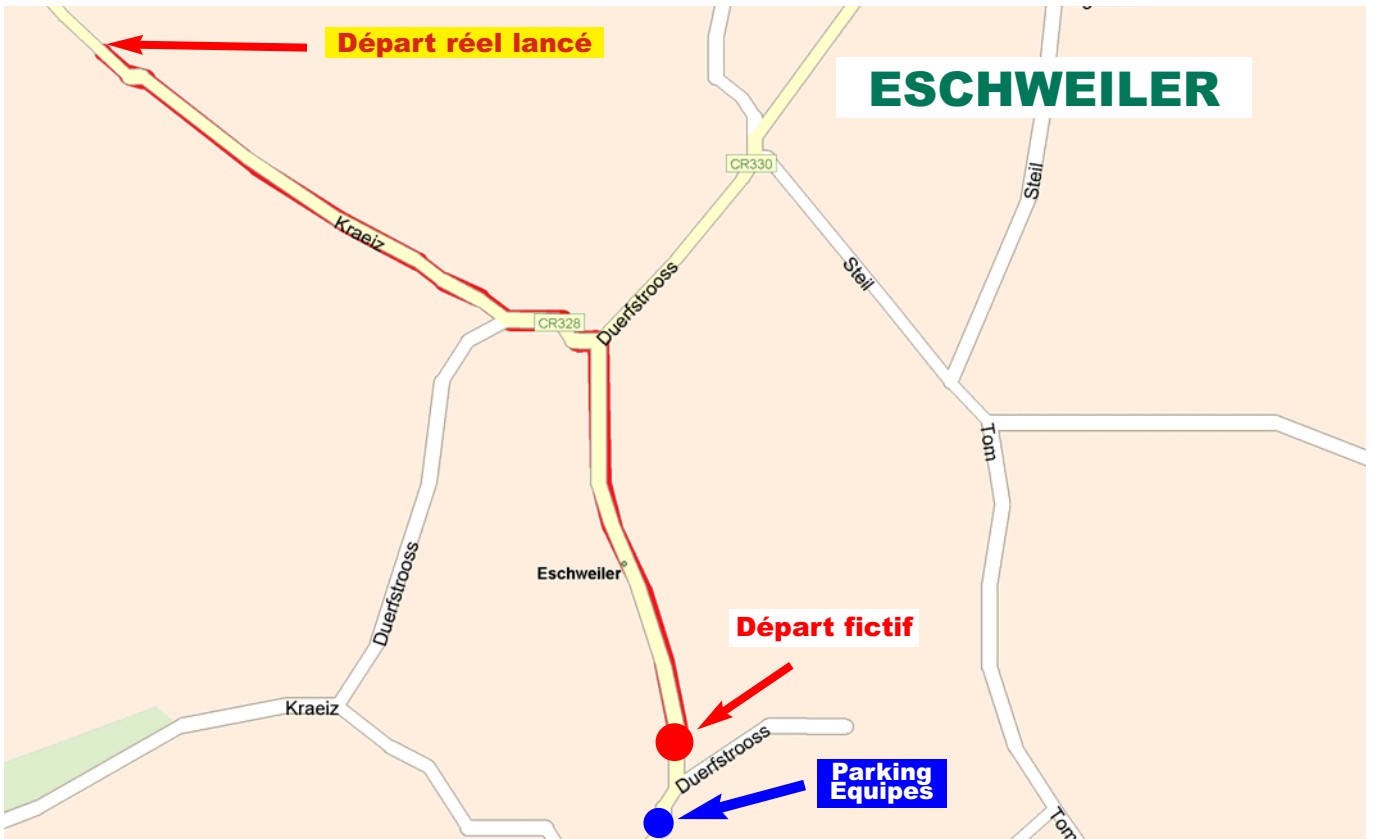 Départ réel lancé
ESCHWEILER
CR330
Steil
Kraeiz
Steil
Duerfstrooss
CR328
Tom
Duerfstrooss
Eschweiler
Départ fictif
Kraeiz
Duerfstrooss
Parking
Equipes
Tom